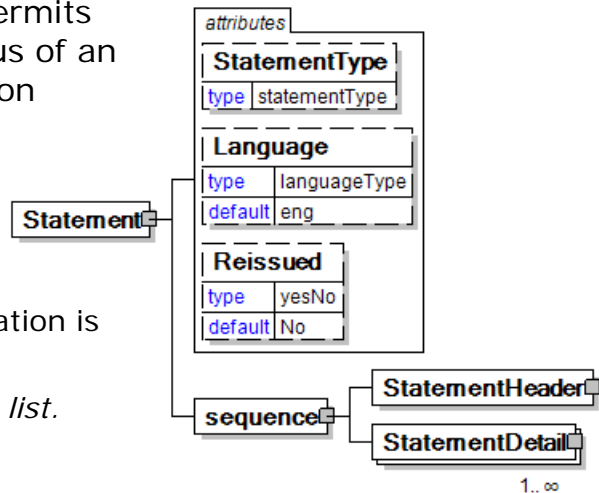 ermits
us of an
on
ation is
list.
attributes
StatementType
type statementType
Language
type languageType
default eng
Reissued
type yesNo
default No
Statement
sequence
StatementHeader
StatementDetail
1.. ∞